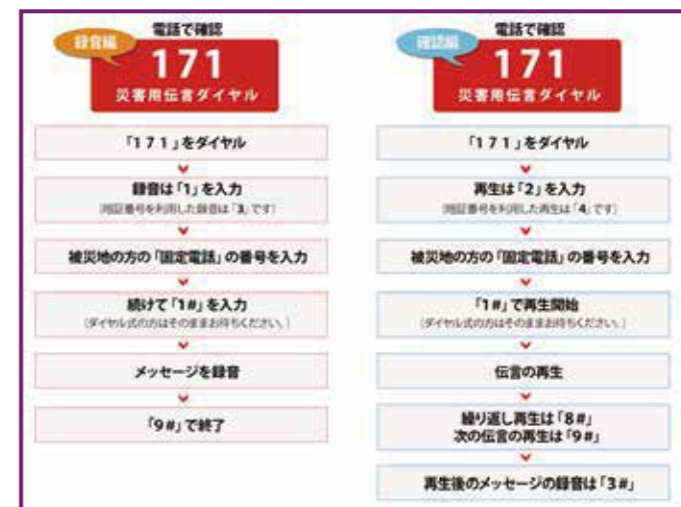 録音編
電話で確認
171
災害用伝言ダイヤル
「171」をダイヤル
録音は「1」を入力
(暗証番号を利用した録音は「3」です)
被災地の方の「固定電話」の番号を入力
続けて「1#」を入力
(ダイヤル式の方はそのままお待ちください。)
メッセージを録音
「9#」で終了
確認編
電話で確認
171
災害用伝言ダイヤル
「171」をダイヤル
再生は「2」を入力
(暗証番号を利用した再生は「4」です)
被災地の方の「固定電話」の番号を入力
「1#」で再生開始
(ダイヤル式の方はそのままお待ちください。)
伝言の再生
繰り返し再生は「8#」
次の伝言の再生は「9#」
再生後のメッセージの録音は「3#」